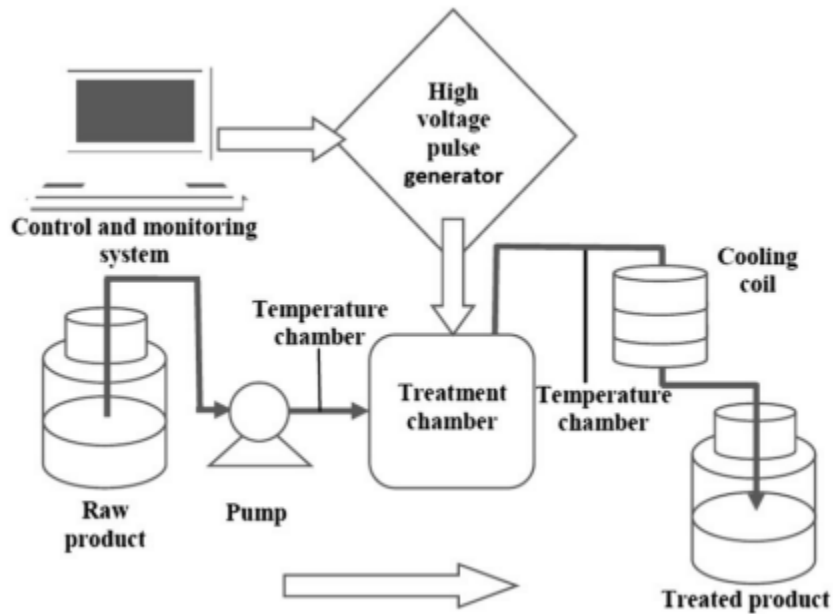 High
voltage
pulse
generator
Control and monitoring
system
Cooling
coil
Temperature
chamber
Treatment
chamber
Temperature
chamber
Raw
product
Pump
Treated product